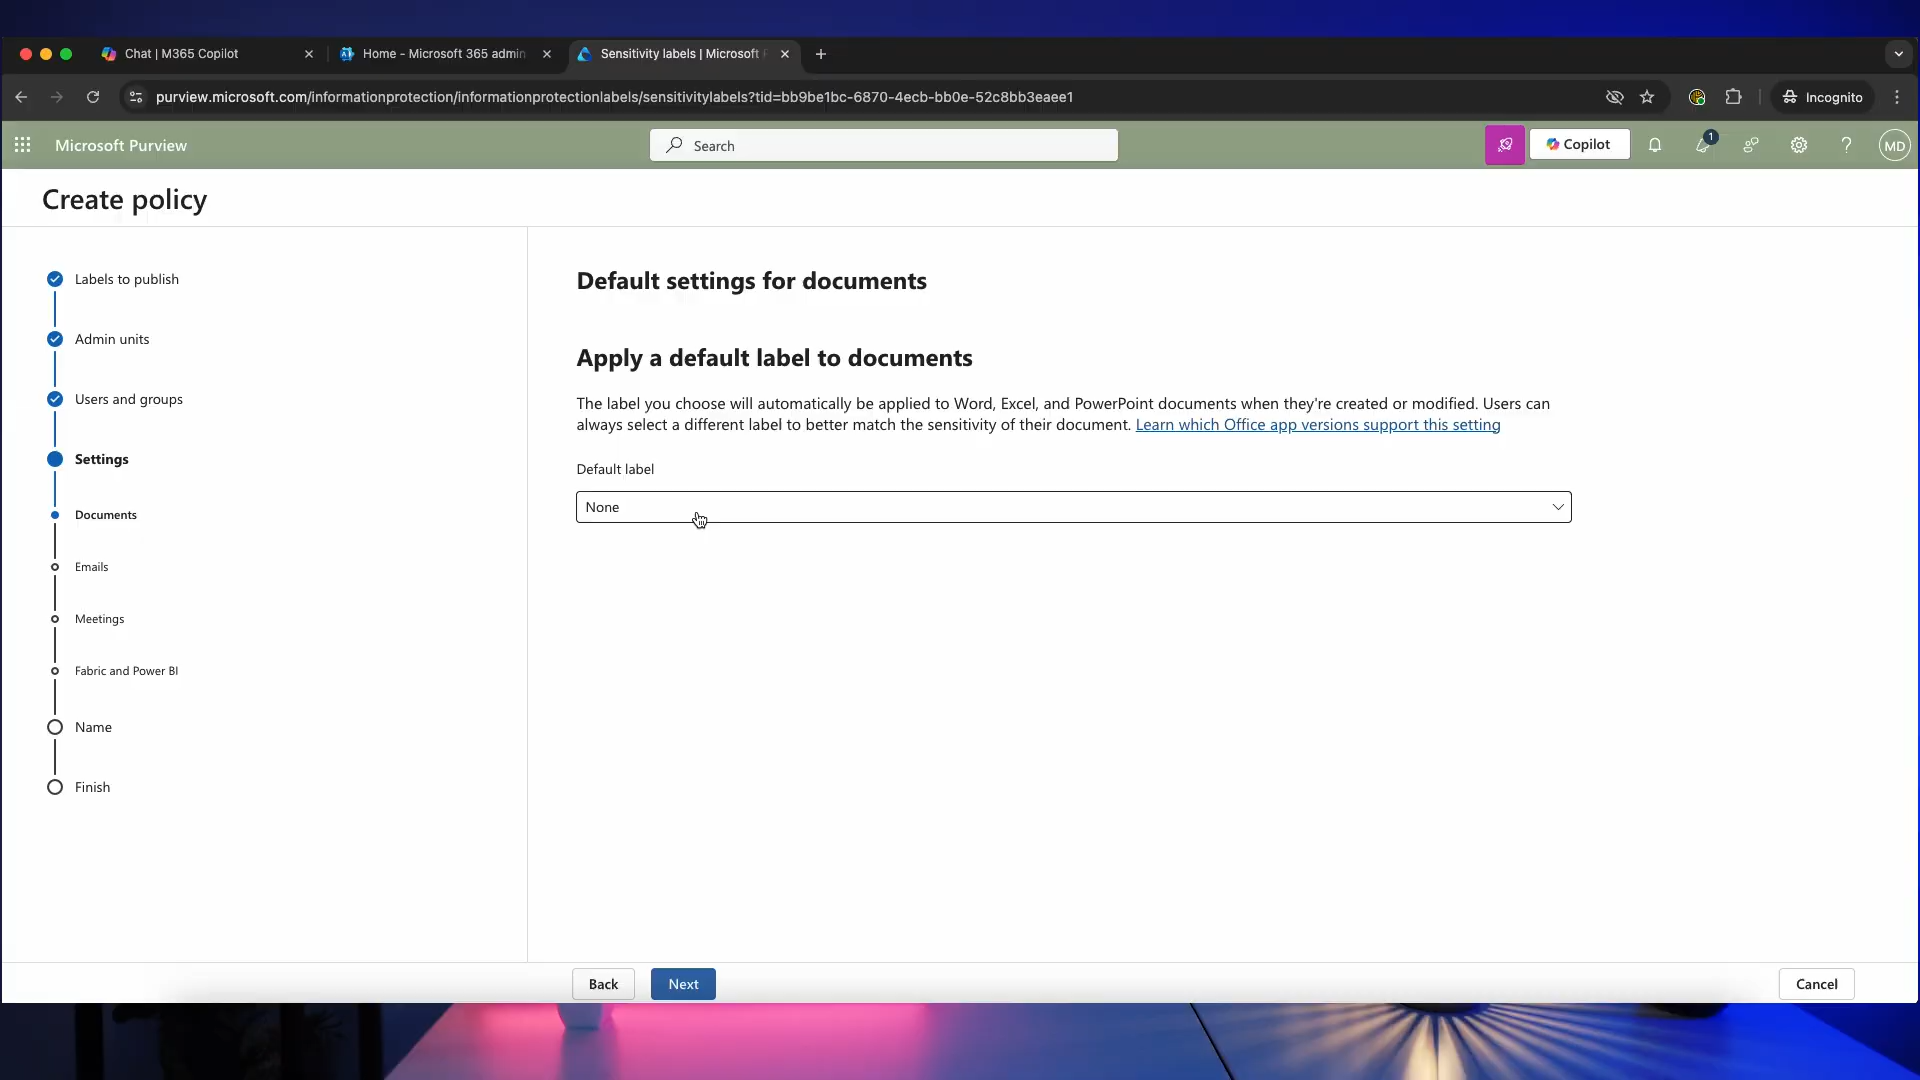 Chat | M365 Copilot
Home - Microsoft 365 admin
Sensitivity labels | Microsoft
purview.microsoft.com/informationprotection/informationprotectionlabels/sensitivitylabels?tid=bb9be1bc-6870-4ecb-bb0e-52c8bb3eaee1
Incognito
Microsoft Purview
Search
Copilot
1
MD
Create policy
Labels to publish
Admin units
Users and groups
Settings
Documents
Emails
Meetings
Fabric and Power BI
Name
Finish
Default settings for documents
Apply a default label to documents
The label you choose will automatically be applied to Word, Excel, and PowerPoint documents when they're created or modified. Users can
always select a different label to better match the sensitivity of their document. Learn which Office app versions support this setting
Default label
None
Back
Next
Cancel